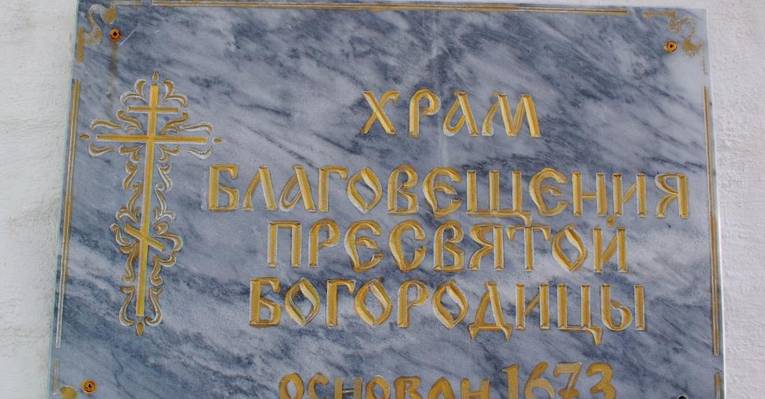 ХРАМ
БЛАГОВЕЩЕНИЯ
ПРЕСВЯТОЙ
БОГОРОДИЦЫ
ОСНОВАН 1673